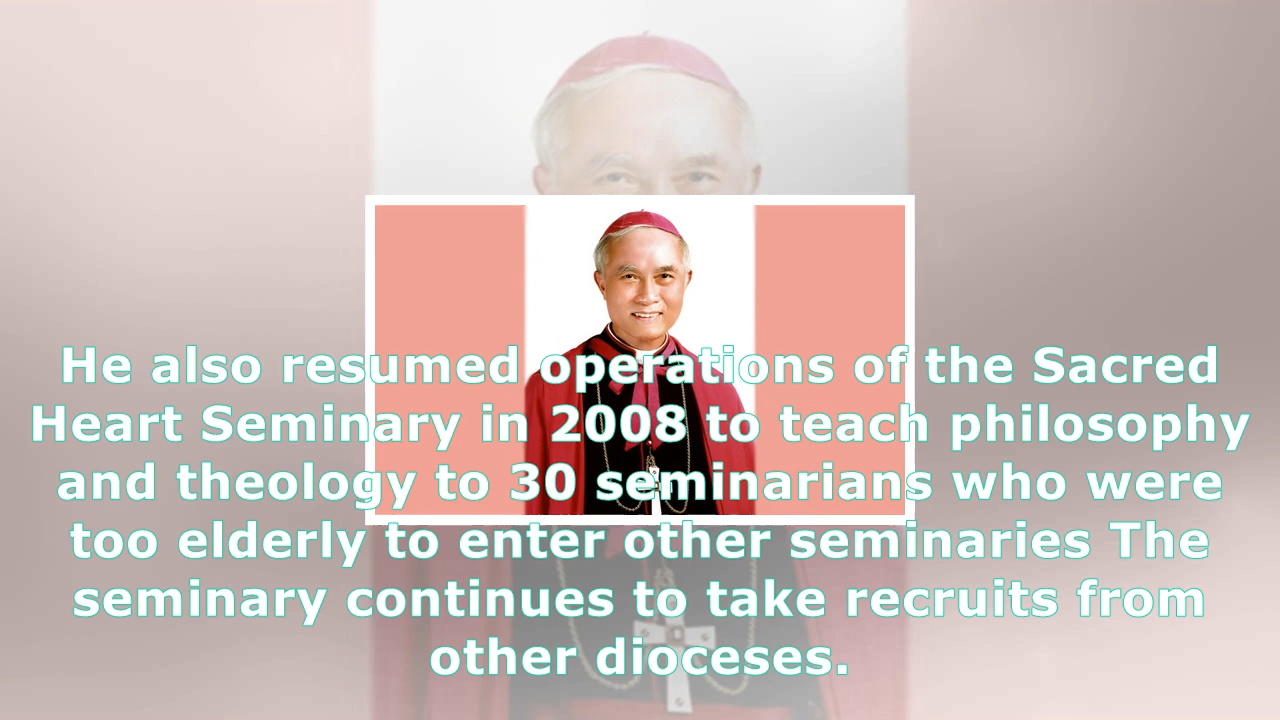 He also resumed operations of the Sacred
Heart Seminary in 2008 to teach philosophy
and theology to 30 seminarians who were
too elderly to enter other seminaries The
seminary continues to take recruits from
other dioceses.